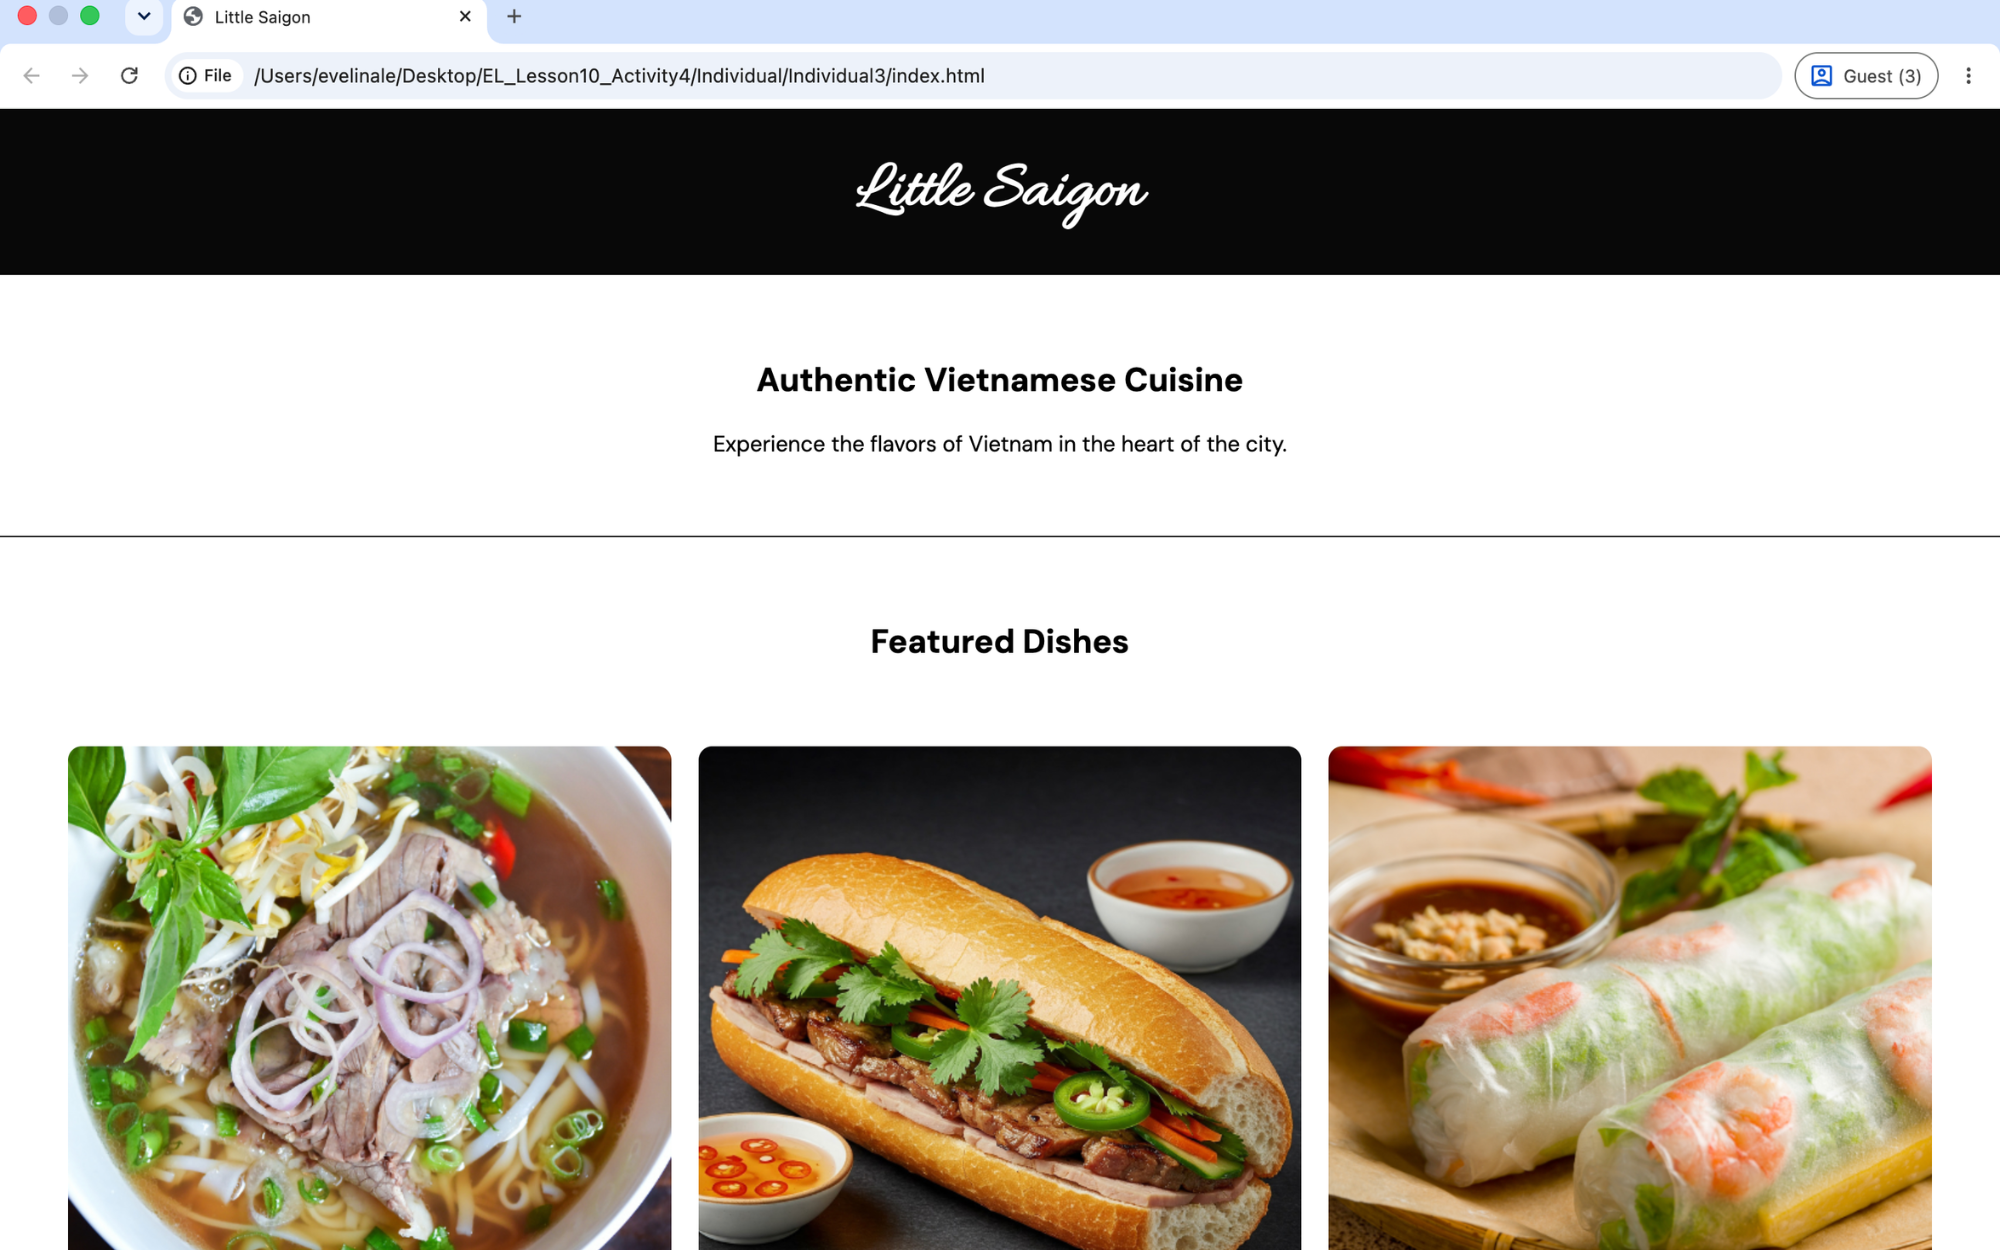 Little Saigon
File
/Users/evelinale/Desktop/EL_Lesson10_Activity4/Individual/Individual3/index.html
Guest (3)
Little Saigon
Authentic Vietnamese Cuisine
Experience the flavors of Vietnam in the heart of the city.
Featured Dishes